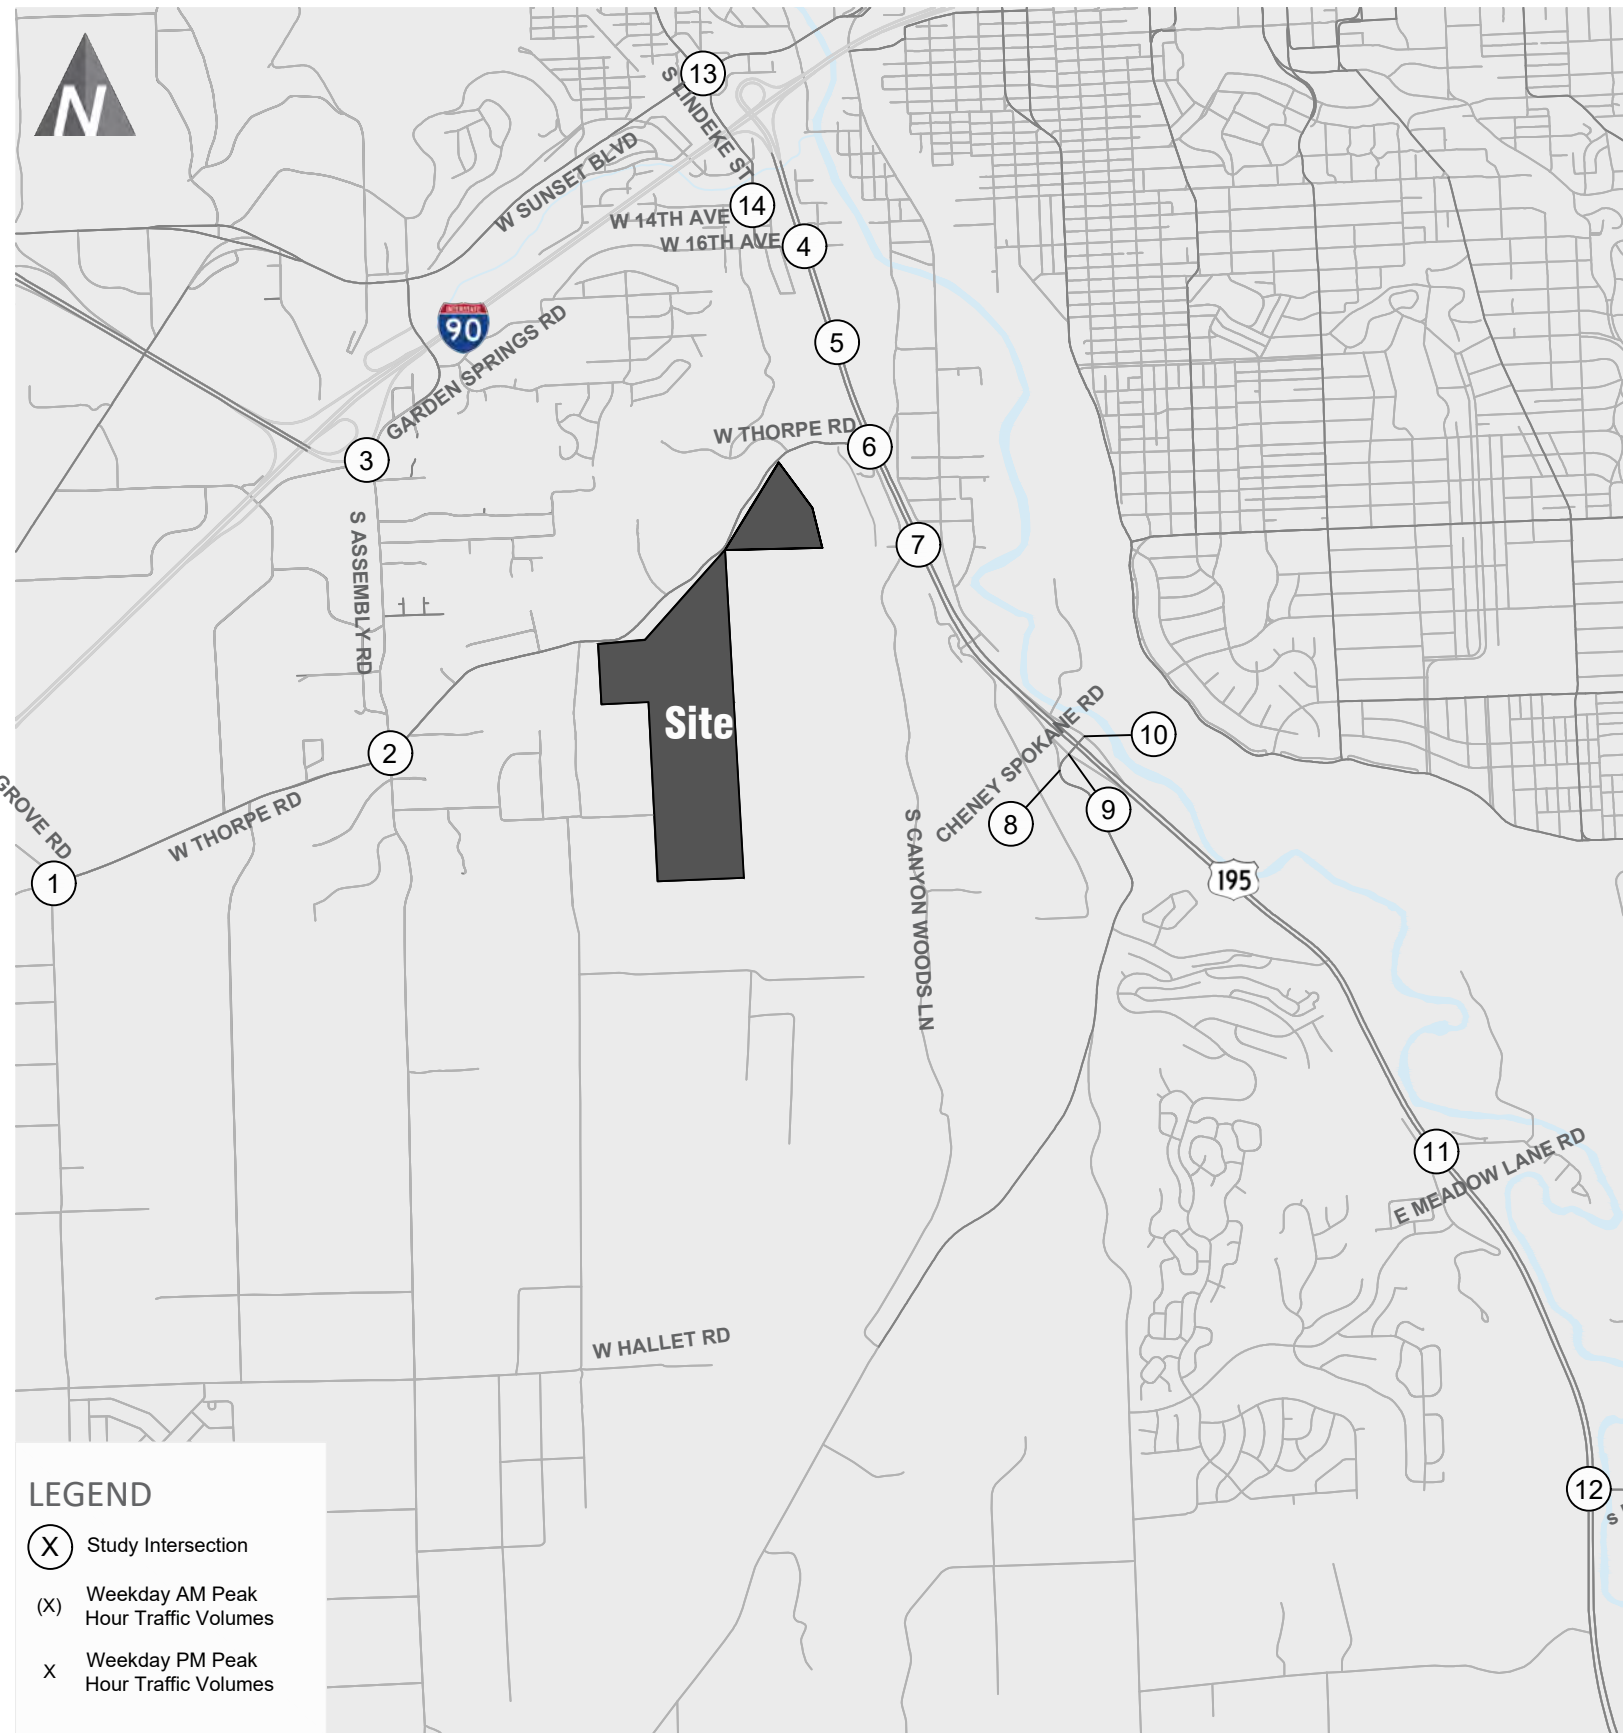 N
13
S LINDEKE ST
W SUNSET BLVD
14
W 14TH AVE
W 16TH AVE
4
INTERSTATE
90
GARDEN SPRINGS RD
5
W THORPE RD
6
3
S ASSEMBLY RD
7
Site
CHENEY SPOKANE RD
10
2
8
9
GROVE RD
W THORPE RD
1
S CANYON WOODS LN
195
11
E MEADOW LANE RD
W HALLET RD
12
S
LEGEND
X Study Intersection
(X) Weekday AM Peak
Hour Traffic Volumes
X Weekday PM Peak
Hour Traffic Volumes